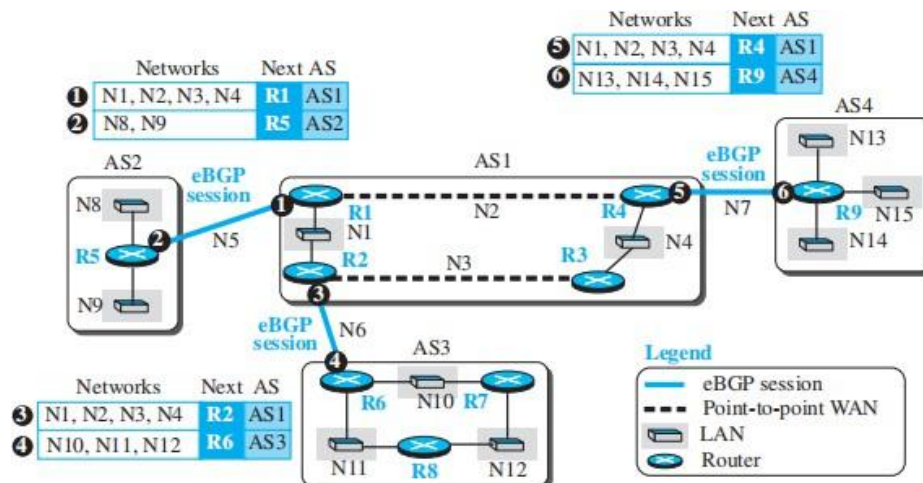 Networks Next AS
5 N1, N2, N3, N4 R4 AS1
6 N13, N14, N15 R9 AS4
Networks Next AS
1 N1, N2, N3, N4 R1 AS1
2 N8, N9 R5 AS2
AS2
AS1
AS4
eBGP
session
eBGP
session
N8
R5
2
N9
N5
1
R1
N1
R2
3
N2
N3
R4
5
N4
R3
N7
6
R9
N13
N15
N14
eBGP
session
N6
4
AS3
R6
N10
R7
N11
R8
N12
Networks Next AS
3 N1, N2, N3, N4 R2 AS1
4 N10, N11, N12 R6 AS3
Legend
eBGP session
Point-to-point WAN
LAN
Router